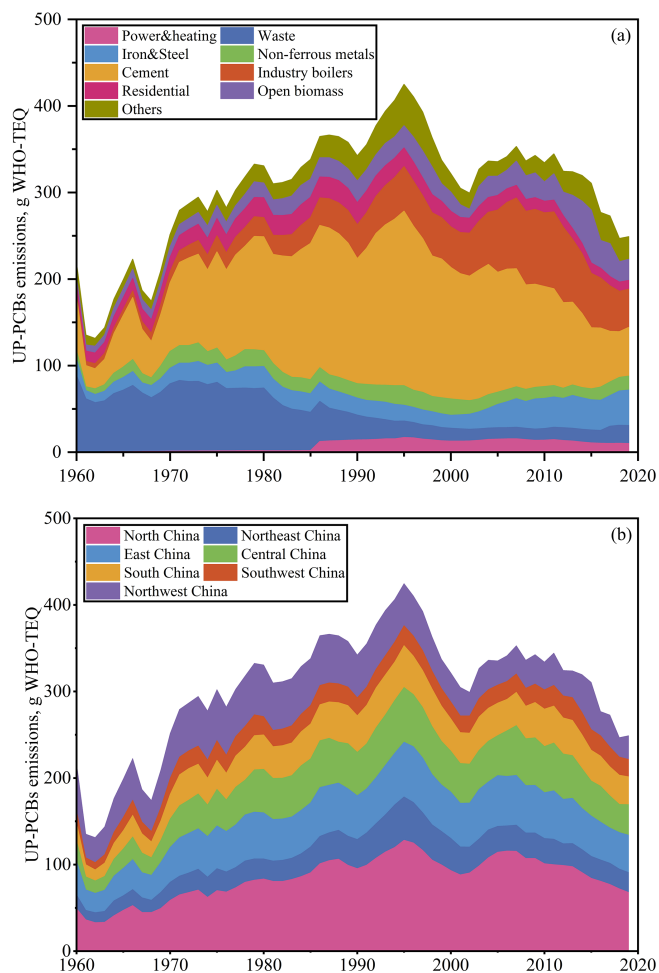 500
(a)
Power&heating Waste
Iron&Steel Non-ferrous metals
Cement Industry boilers
Residential Open biomass
Others
400
300
200
100
0
UP-PCBs emissions, g WHO-TEQ
1960 1970 1980 1990 2000 2010 2020
500
(b)
North China Northeast China
East China Central China
South China Southwest China
Northwest China
400
300
200
100
0
UP-PCBs emissions, g WHO-TEQ
1960 1970 1980 1990 2000 2010 2020